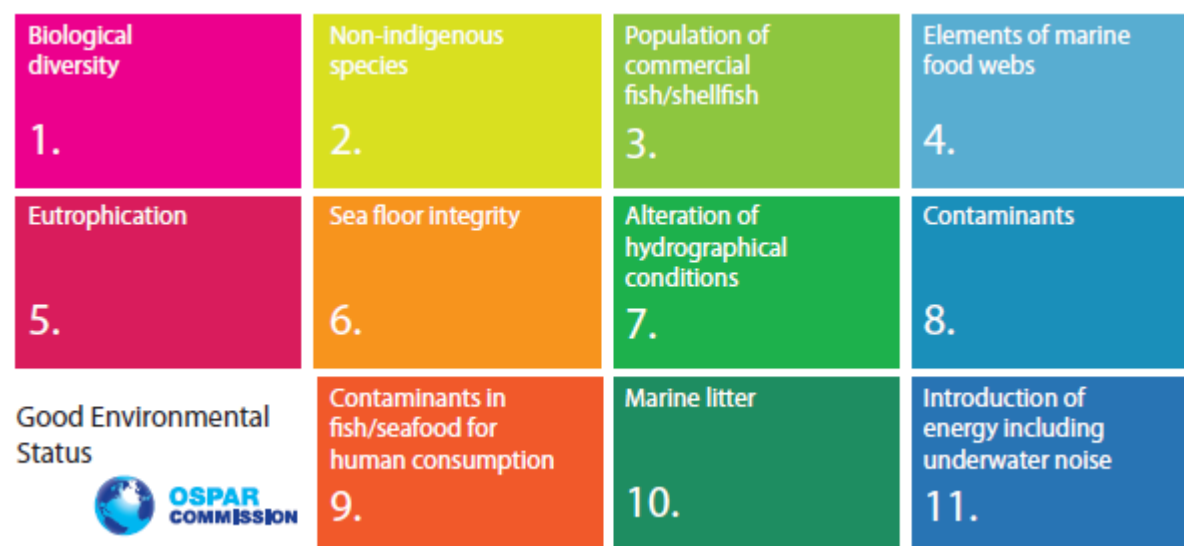 Biological
diversity
1.
Non-indigenous
species
2.
Population of
commercial
fish/shellfish
3.
Elements of marine
food webs
4.
Eutrophication
5.
Sea floor integrity
6.
Alteration of
hydrographical
conditions
7.
Contaminants
8.
Good Environmental
Status
OSPAR
COMMISSION
Contaminants in
fish/seafood for
human consumption
9.
Marine litter
10.
Introduction of
energy including
underwater noise
11.